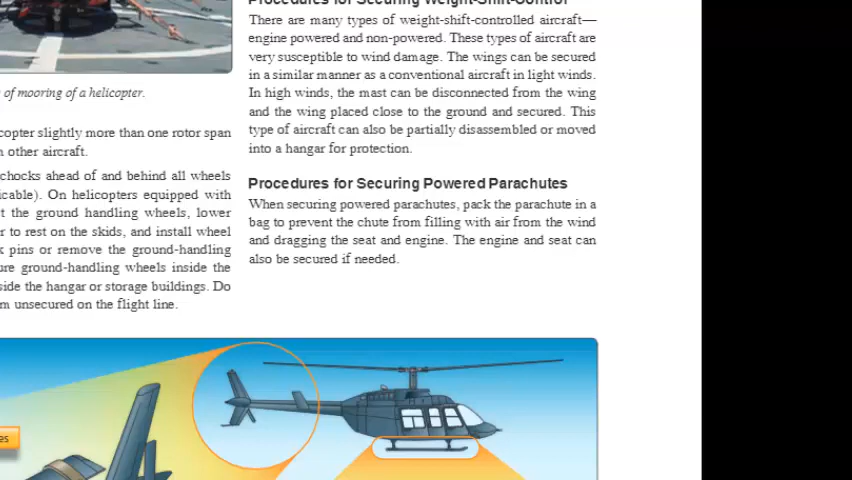 of mooring of a helicopter.
copter slightly more than one rotor span
other aircraft.
chocks ahead of and behind all wheels
On helicopters equipped with
the ground handling wheels, lower
to rest on the skids, and install wheel
pins or remove the ground-handling
ground-handling wheels inside the
the hangar or storage buildings. Do
unsecured on the flight line.
Procedures for Securing Weight-Shift-Control
There are many types of weight-shift-controlled aircraft—
engine powered and non-powered. These types of aircraft are
very susceptible to wind damage. The wings can be secured
in a similar manner as a conventional aircraft in light winds.
In high winds, the mast can be disconnected from the wing
and the wing placed close to the ground and secured. This
type of aircraft can also be partially disassembled or moved
into a hangar for protection.
Procedures for Securing Powered Parachutes
When securing powered parachutes, pack the parachute in a
bag to prevent the chute from filling with air from the wind
and dragging the seat and engine. The engine and seat can
also be secured if needed.